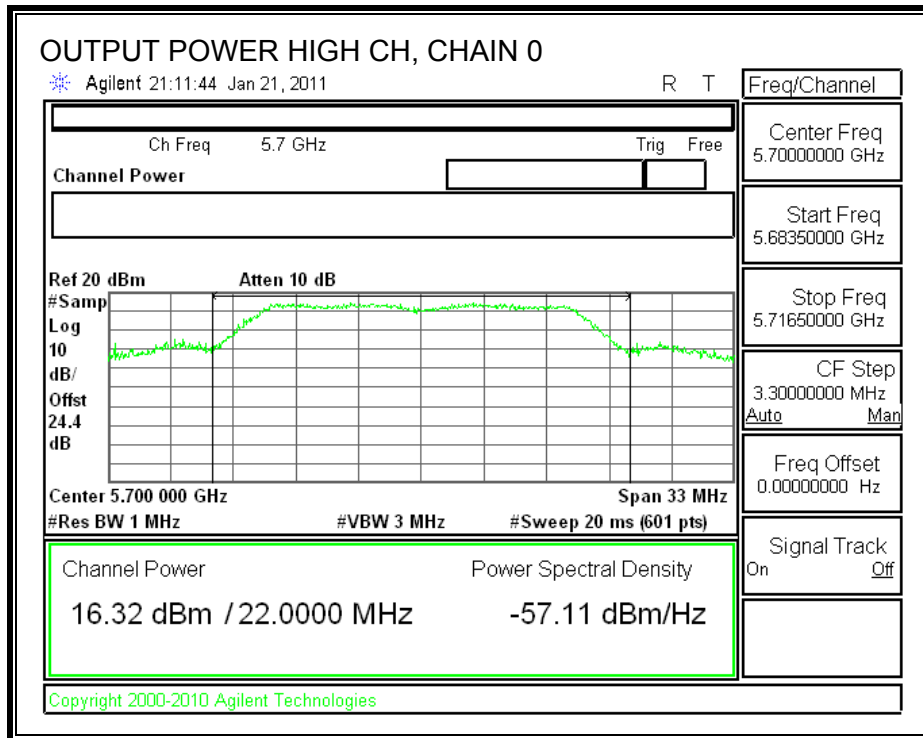 OUTPUT POWER HIGH CH, CHAIN 0
Agilent 21:11:44 Jan 21, 2011 R T
Freq/Channel
Ch Freq 5.7 GHz Trig Free
Channel Power
Center Freq
5.70000000 GHz
Start Freq
5.68350000 GHz
Stop Freq
5.71650000 GHz
CF Step
3.30000000 MHz
Auto Man
Freq Offset
0.00000000 Hz
Signal Track
On Off
Ref 20 dBm Atten 10 dB
#Samp
Log
10
dB/
Offst
24.4
dB
Center 5.700 000 GHz Span 33 MHz
#Res BW 1 MHz #VBW 3 MHz #Sweep 20 ms (601 pts)
Channel Power Power Spectral Density
16.32 dBm / 22.0000 MHz -57.11 dBm/Hz
Copyright 2000-2010 Agilent Technologies